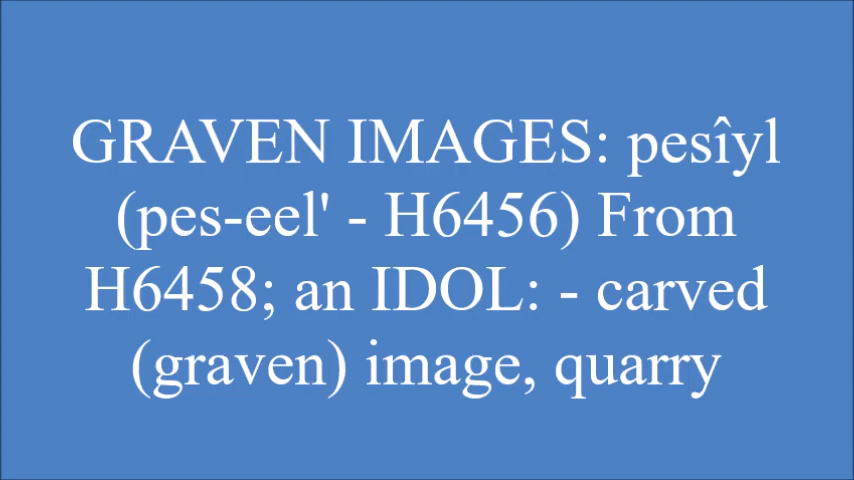 GRAVEN IMAGES: pesîyl
(pes-eel' - H6456) From
H6458; an IDOL: - carved
(graven) image, quarry